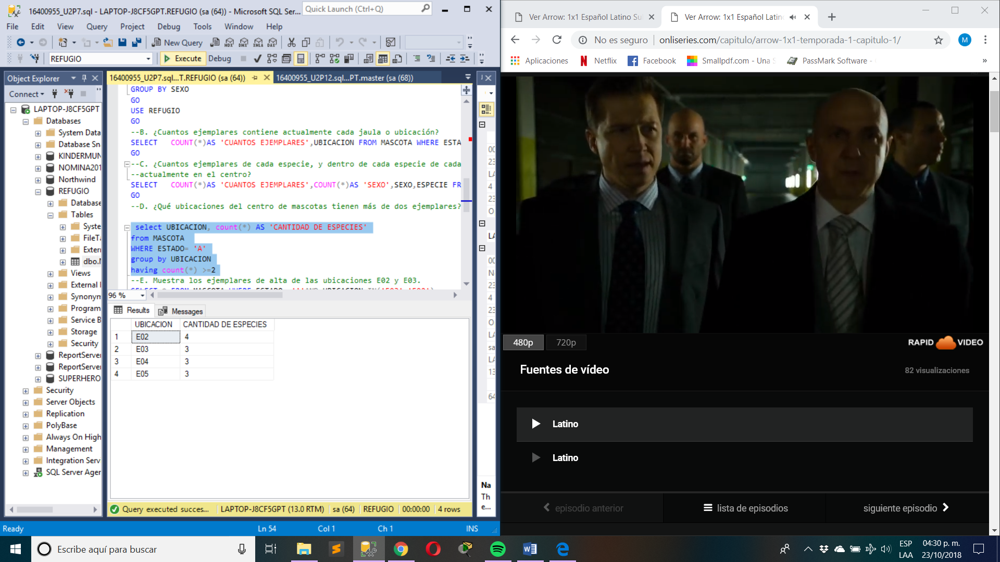 16400955_U2P7.sql - LAPTOP-J8CF5GPT.REFUGIO (sa (64)) - Microsoft SQL Ser...
Quick Launch (Ctrl+Q)
File Edit View Query Project Debug Tools Window Help
New Query
MDX DMX XMLA DAX
REFUGIO
Execute Debug
Object Explorer
Connect
LAPTOP-J8CF5GPT
Databases
System Data
Database Sn
KINDERMUN
NOMINA201
Northwind
REFUGIO
Database
Tables
Syste
FileTa
Exter
dbo.
Views
External
Synonym
Program
Service B
Storage
Security
ReportServer
ReportServer
SUPERHERO
Security
Server Objects
Replication
PolyBase
Always On High
Management
Integration Serv
SQL Server Agen
16400955_U2P7.sql...T.REFUGIO (sa (64))
16400955_U2P12.sql...PT.master (sa (68))
GROUP BY SEXO
GO
USE REFUGIO
GO
--B. ¿Cuantos ejemplares contiene actualmente cada jaula o ubicación?
SELECT COUNT(*)AS 'CUANTOS EJEMPLARES',UBICACION FROM MASCOTA WHERE ESTA
GO
--C. ¿Cuantos ejemplares de cada especie, y dentro de cada especie de cada
--actualmente en el centro?
SELECT COUNT(*)AS 'CUANTOS EJEMPLARES',COUNT(*)AS 'SEXO',SEXO,ESPECIE FR
GO
--D. ¿Qué ubicaciones del centro de mascotas tienen más de dos ejemplares?
select UBICACION, count(*) AS 'CANTIDAD DE ESPECIES'
from MASCOTA
WHERE ESTADO= 'A'
group by UBICACION
having count(*) >=2
--E. Muestra los ejemplares de alta de las ubicaciones E02 y E03.
96 %
Results Messages
UBICACION CANTIDAD DE ESPECIES
1 E02 4
2 E03 3
3 E04 3
4 E05 3
Query executed succes... LAPTOP-J8CF5GPT (13.0 RTM) sa (64) REFUGIO 00:00:00 4 rows
Na
Th
e...
Ready Ln 54 Col 1 Ch 1 INS
Ver Arrow: 1x1 Español Latino Su
Ver Arrow: 1x1 Español Latin
No es seguro onliseries.com/capitulo/arrow-1x1-temporada-1-capitulo-1/
M
Aplicaciones Netflix Facebook Smallpdf.com - Una S PassMark Software -
480p 720p
RAPID VIDEO
Fuentes de vídeo
82 visualizaciones
Latino
Latino
episodio anterior lista de episodios siguiente episodio
Escribe aquí para buscar
ESP
LAA
04:30 p. m.
23/10/2018